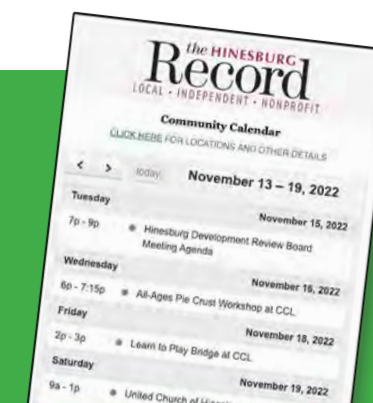 the HINESBURG
Record
LOCAL • INDEPENDENT • NONPROFIT
Community Calendar
CLICK HERE FOR LOCATIONS AND OTHER DETAILS
< > today November 13 – 19, 2022
Tuesday November 15, 2022
7p - 9p Hinesburg Development Review Board
Meeting Agenda
Wednesday November 16, 2022
6p - 7:15p All-Ages Pie Crust Workshop at CCL
Friday November 18, 2022
2p - 3p Learn to Play Bridge at CCL
Saturday November 19, 2022
9a - 1p United Church of